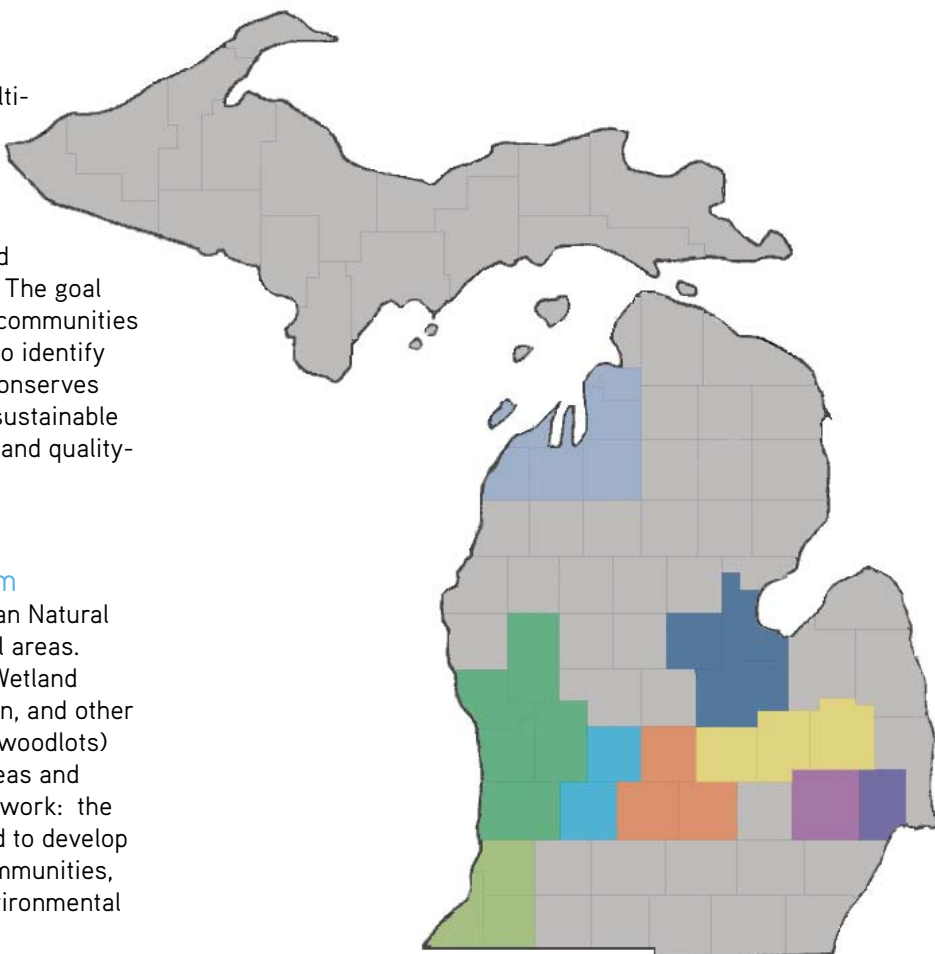 lti-
d
The goal
communities
o identify
onserves
sustainable
and quality-
m
an Natural
l areas.
Wetland
n, and other
woodlots)
eas and
work: the
d to develop
mmunities,
vironmental